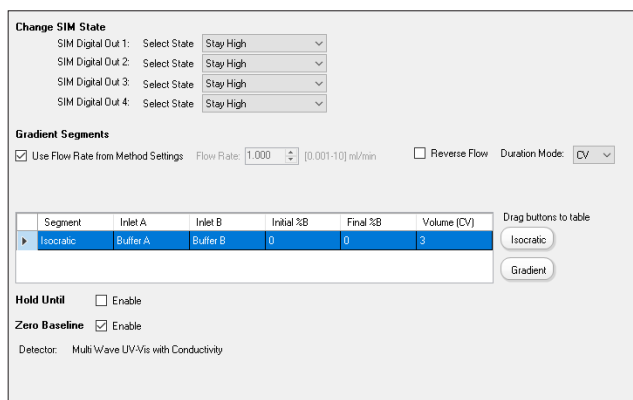 Change SIM State
SIM Digital Out 1: Select State Stay High
SIM Digital Out 2: Select State Stay High
SIM Digital Out 3: Select State Stay High
SIM Digital Out 4: Select State Stay High
Gradient Segments
Use Flow Rate from Method Settings Flow Rate: 1.000 [0.001-10] ml/min Reverse Flow Duration Mode: CV
Segment Inlet A Inlet B Initial %B Final %B Volume (CV) Drag buttons to table
Isocratic Buffer A Buffer B 0 0 3 Isocratic
Gradient
Hold Until Enable
Zero Baseline Enable
Detector: Multi Wave UV-Vis with Conductivity